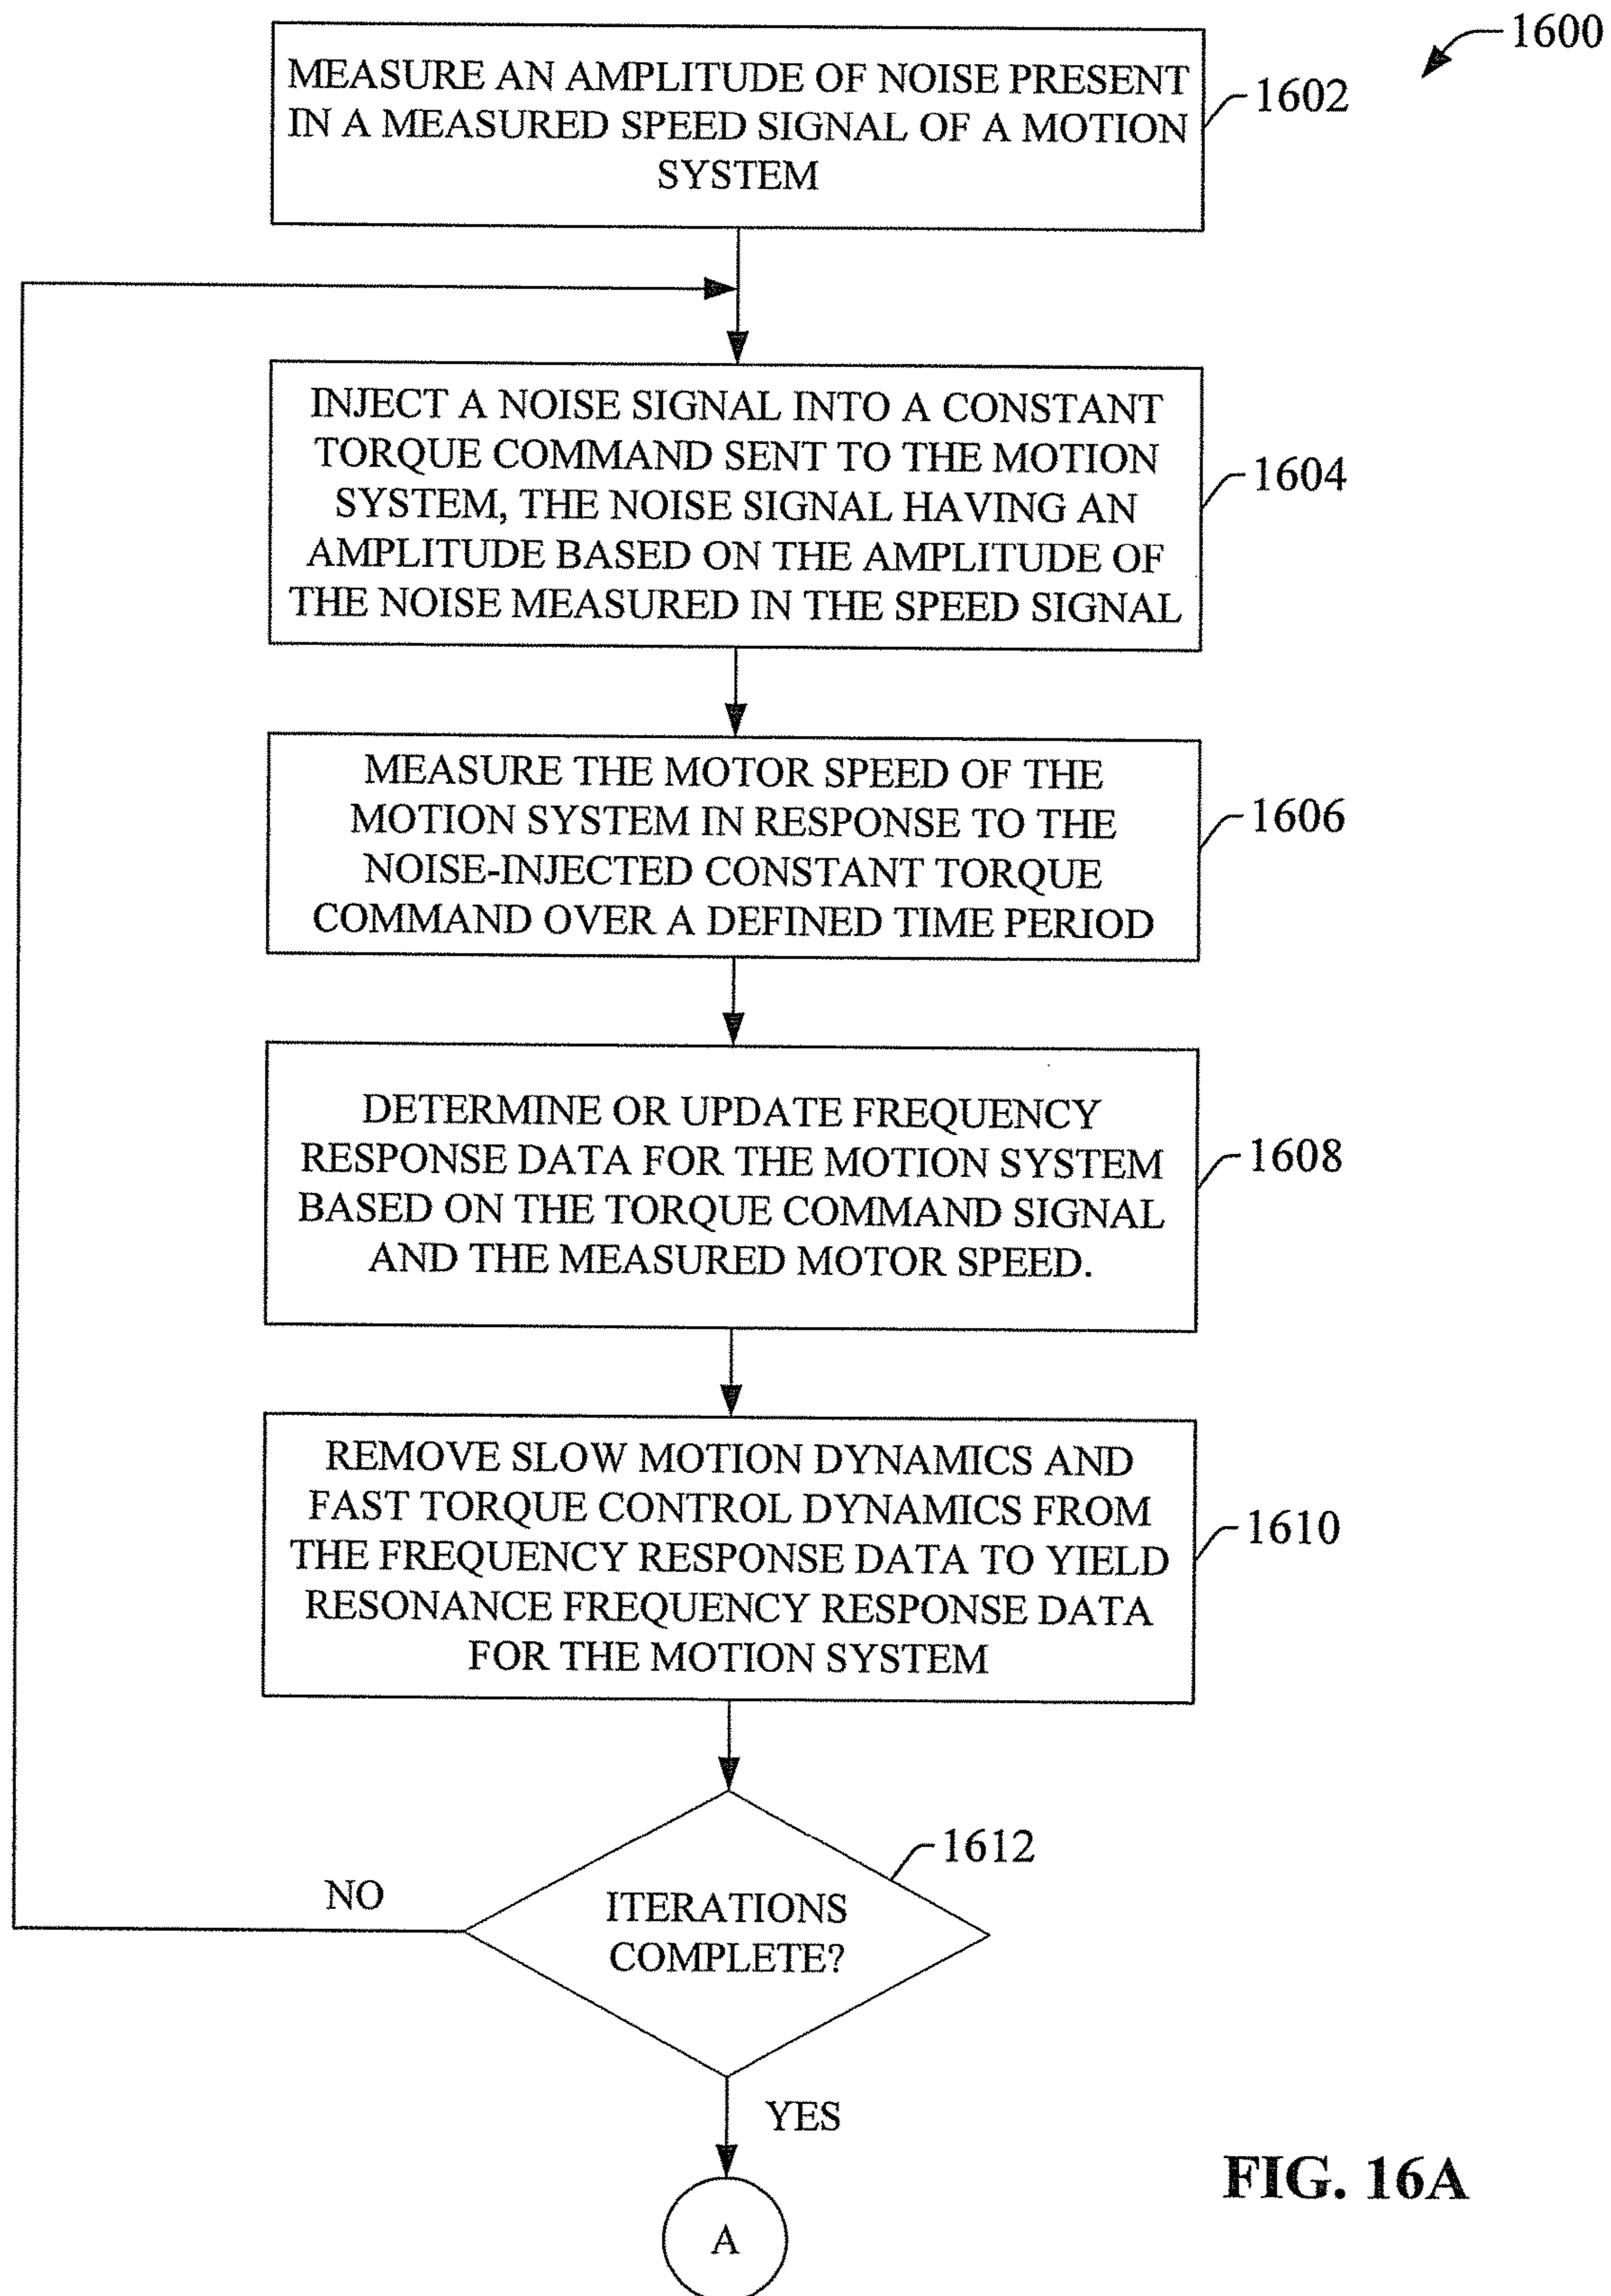 1600
MEASURE AN AMPLITUDE OF NOISE PRESENT
IN A MEASURED SPEED SIGNAL OF A MOTION
SYSTEM
1602
INJECT A NOISE SIGNAL INTO A CONSTANT
TORQUE COMMAND SENT TO THE MOTION
SYSTEM, THE NOISE SIGNAL HAVING AN
AMPLITUDE BASED ON THE AMPLITUDE OF
THE NOISE MEASURED IN THE SPEED SIGNAL
1604
MEASURE THE MOTOR SPEED OF THE
MOTION SYSTEM IN RESPONSE TO THE
NOISE-INJECTED CONSTANT TORQUE
COMMAND OVER A DEFINED TIME PERIOD
1606
DETERMINE OR UPDATE FREQUENCY
RESPONSE DATA FOR THE MOTION SYSTEM
BASED ON THE TORQUE COMMAND SIGNAL
AND THE MEASURED MOTOR SPEED.
1608
REMOVE SLOW MOTION DYNAMICS AND
FAST TORQUE CONTROL DYNAMICS FROM
THE FREQUENCY RESPONSE DATA TO YIELD
RESONANCE FREQUENCY RESPONSE DATA
FOR THE MOTION SYSTEM
1610
ITERATIONS
COMPLETE?
1612
NO
YES
A
FIG. 16A